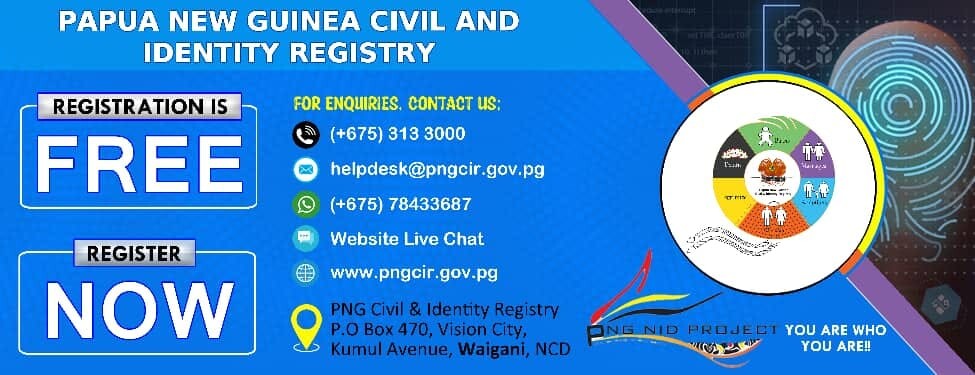 PAPUA NEW GUINEA CIVIL AND
IDENTITY REGISTRY
REGISTRATION IS
FREE
REGISTER
NOW
FOR ENQUIRIES, CONTACT US:
(+675) 313 3000
helpdesk@pngcir.gov.pg
(+675) 78433687
Website Live Chat
www.pngcir.gov.pg
PNG Civil & Identity Registry
P.O Box 470, Vision City,
Kumul Avenue, Waigani, NCD
PNG NID PROJECT
YOU ARE WHO
YOU ARE!!